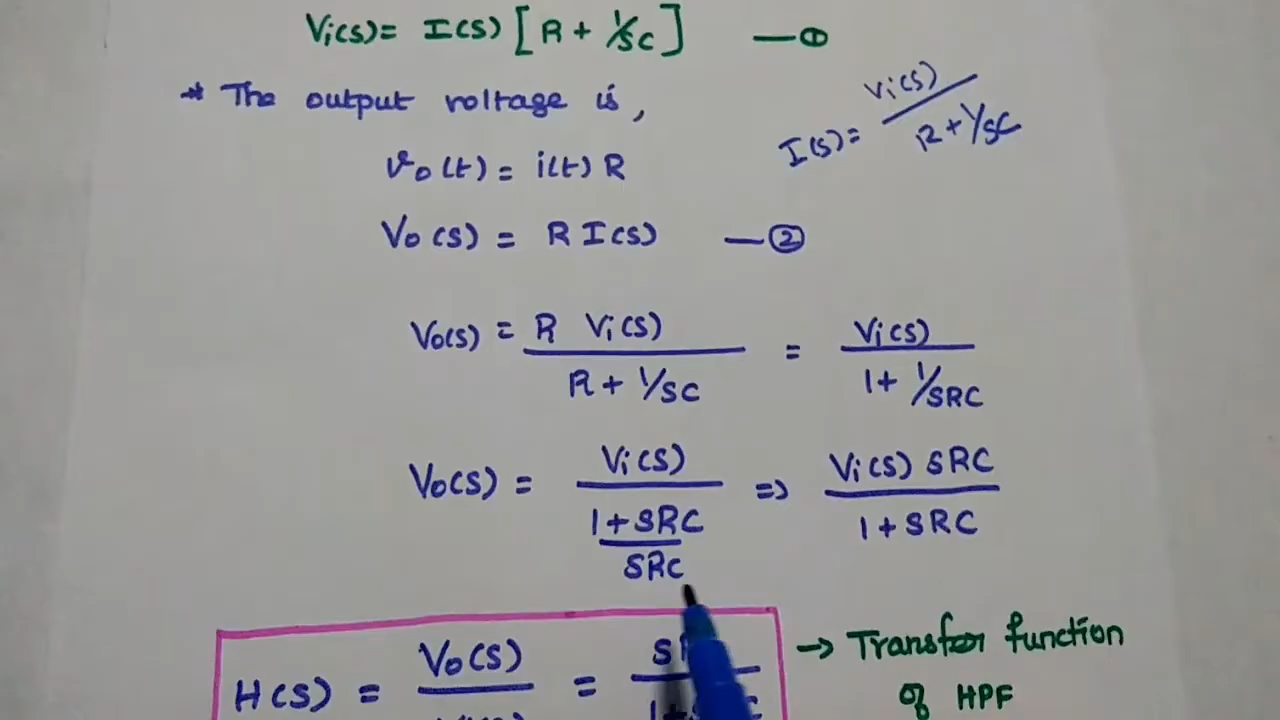 Vi(s) = I(s) [R + 1/sc] —①
* The output voltage is,
I(s) = Vi(s) / R + 1/sc
vo(t) = i(t) R
Vo(s) = R I(s) —②
Vo(s) = R Vi(s) / R + 1/sc = Vi(s) / 1 + 1/SRC
Vo(s) = Vi(s) / 1 + SRC / SRC => Vi(s) SRC / 1 + SRC
H(s) = Vo(s) =
→ Transfer function
of HPF